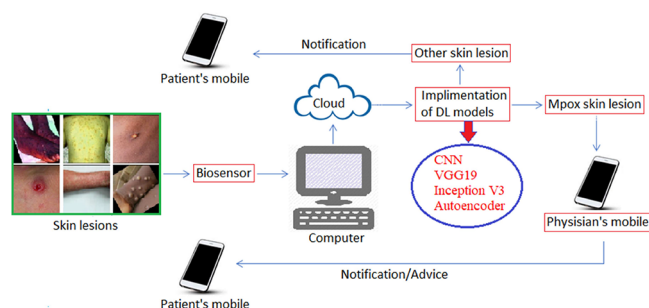 Notification
Other skin lesion
Patient's mobile
Cloud
Implimentation
of DL models
Mpox skin lesion
Biosensor
CNN
VGG19
Inception V3
Autoencoder
Skin lesions
Computer
Physisian's mobile
Notification/Advice
Patient's mobile